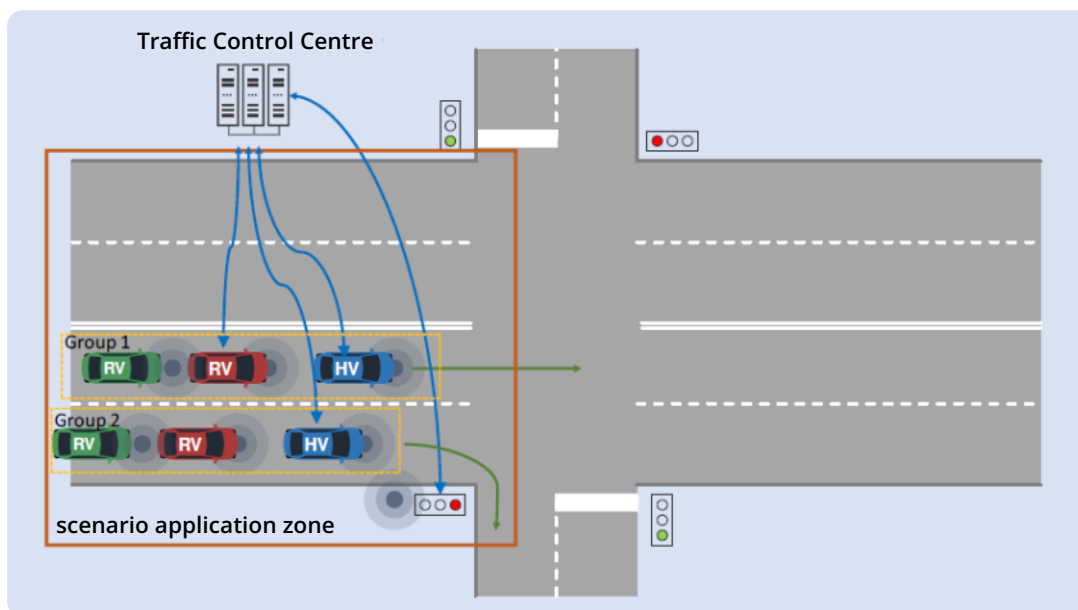 Traffic Control Centre
Group 1
RV
RV
HV
Group 2
RV
RV
HV
scenario application zone